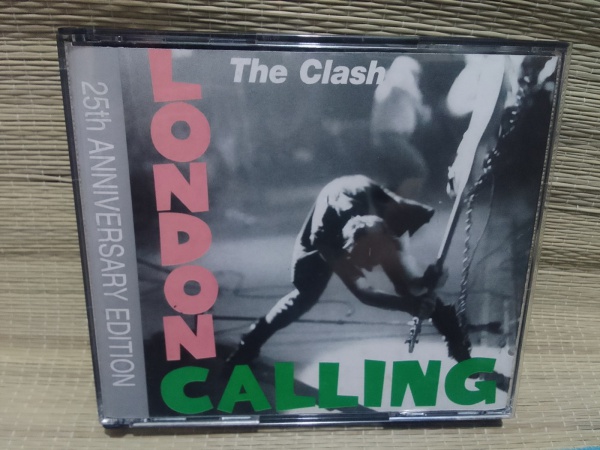 The Clash
LONDON
CALLING
25th ANNIVERSARY EDITION